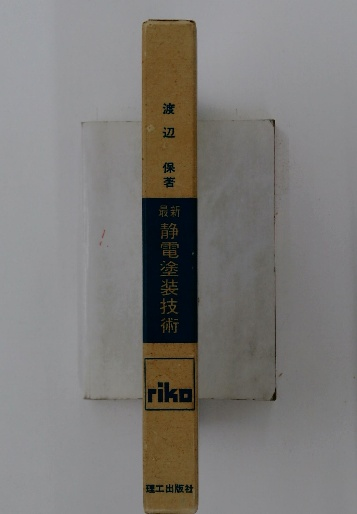 渡辺 保著
最新
静電塗装技術
riko
理工出版社